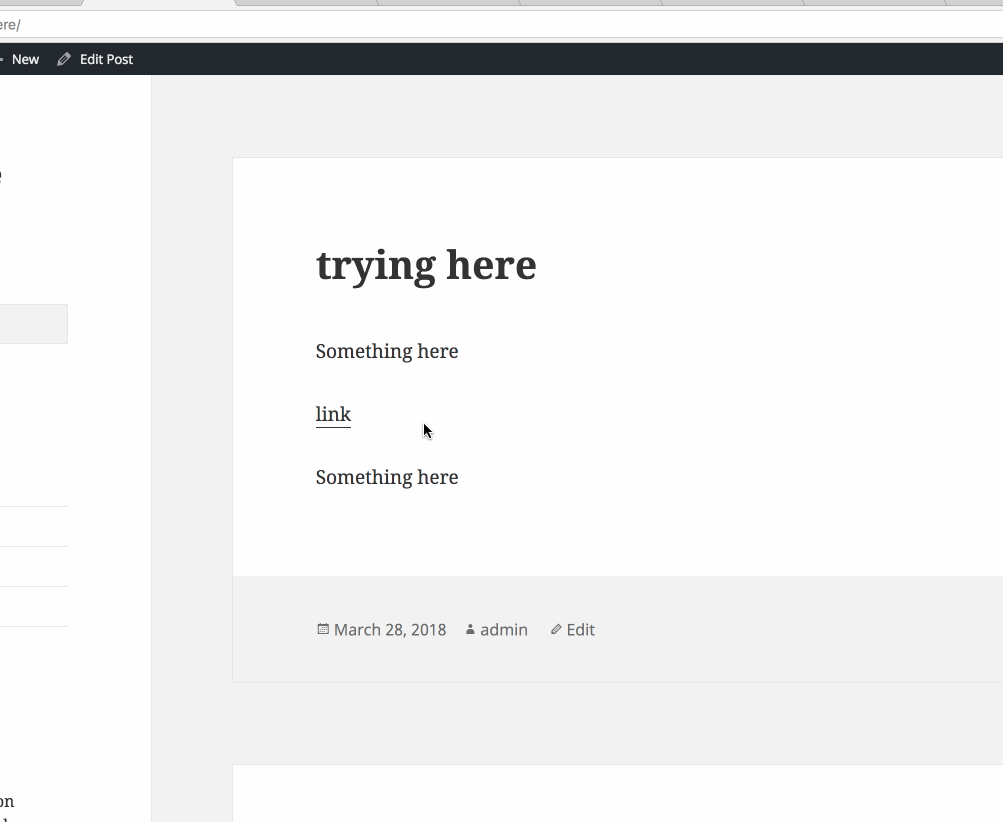 ere/
New Edit Post
e
trying here
Something here
link
Something here
March 28, 2018 admin Edit
on